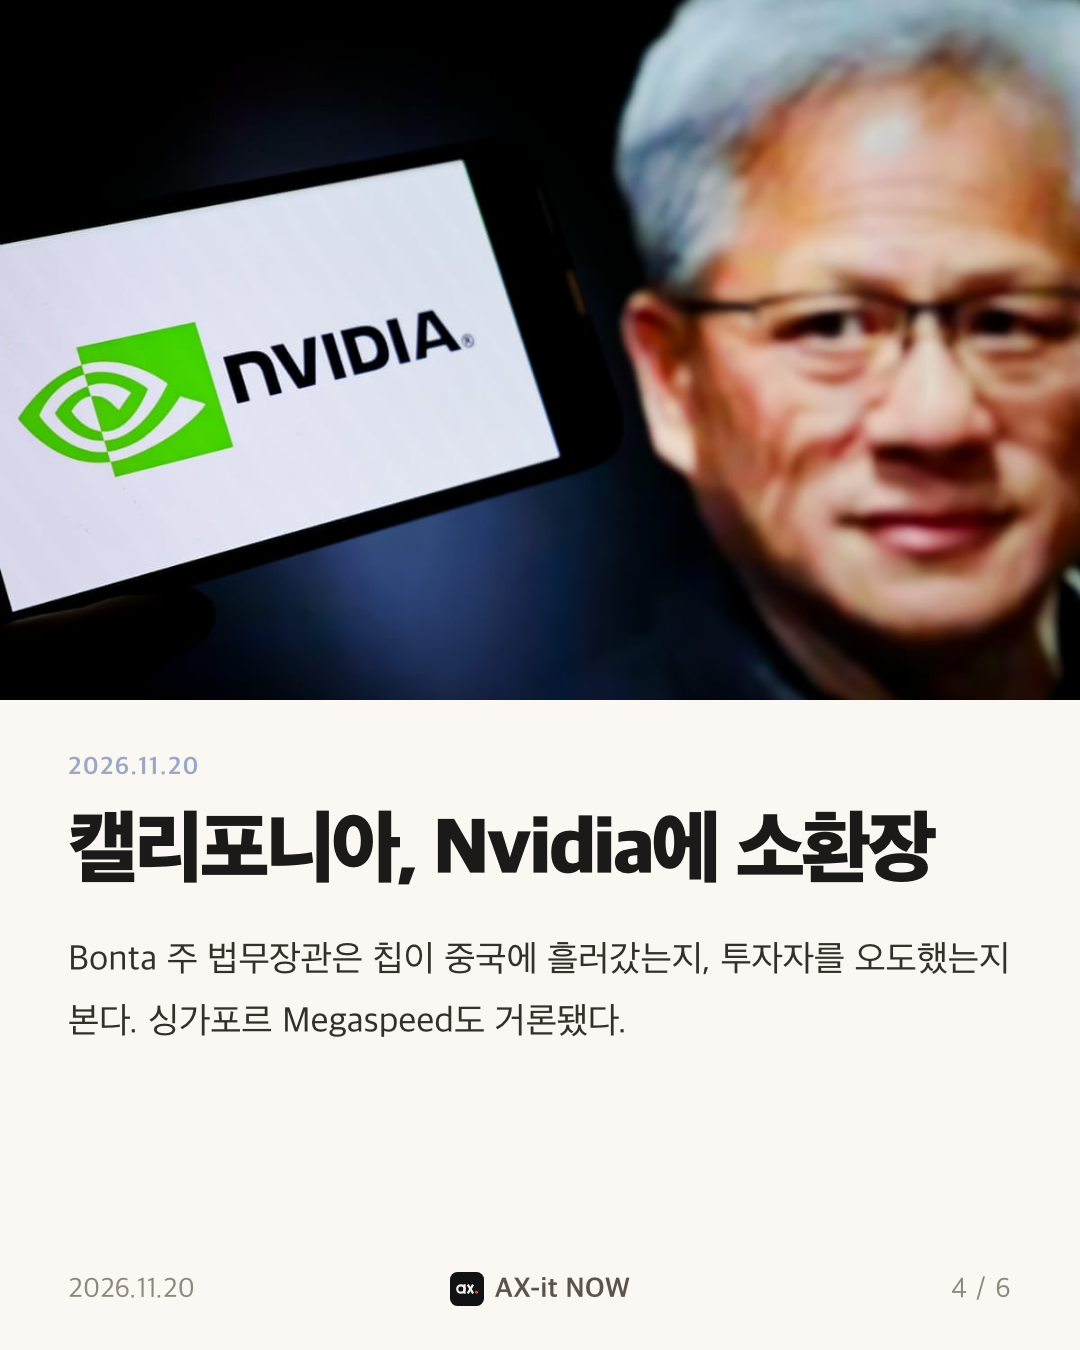 nVIDIA®
2026.11.20
캘리포니아, Nvidia에 소환장
Bonta 주 법무장관은 칩이 중국에 흘러갔는지, 투자자를 오도했는지
본다. 싱가포르 Megaspeed도 거론됐다.
2026.11.20
ax.
AX-it NOW
4 / 6